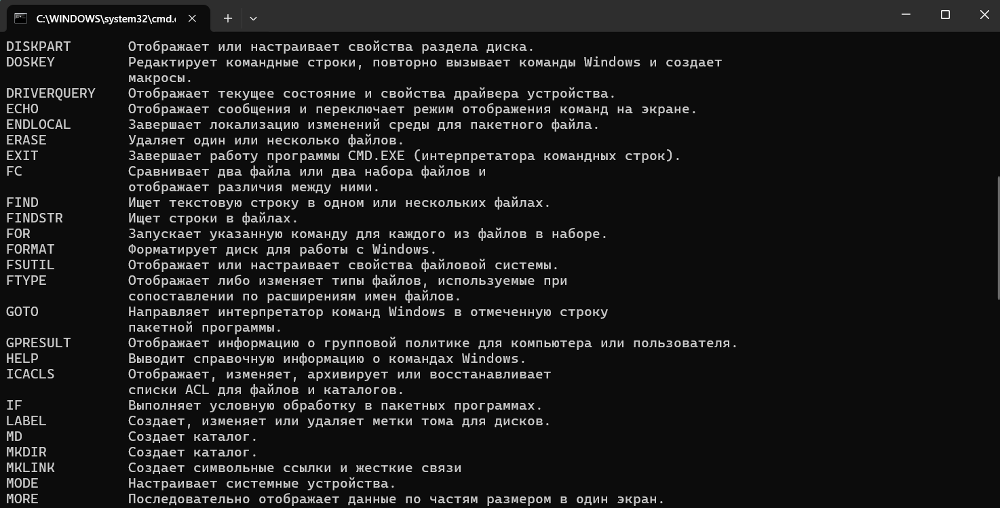 C:\WINDOWS\system32\cmd.
DISKPART Отображает или настраивает свойства раздела диска.
DOSKEY Редактирует командные строки, повторно вызывает команды Windows и создает
макросы.
DRIVERQUERY Отображает текущее состояние и свойства драйвера устройства.
ECHO Отображает сообщения и переключает режим отображения команд на экране.
ENDLOCAL Завершает локализацию изменений среды для пакетного файла.
ERASE Удаляет один или несколько файлов.
EXIT Завершает работу программы CMD.EXE (интерпретатора командных строк).
FC Сравнивает два файла или два набора файлов и
отображает различия между ними.
FIND Ищет текстовую строку в одном или нескольких файлах.
FINDSTR Ищет строки в файлах.
FOR Запускает указанную команду для каждого из файлов в наборе.
FORMAT Форматирует диск для работы с Windows.
FSUTIL Отображает или настраивает свойства файловой системы.
FTYPE Отображает либо изменяет типы файлов, используемые при
сопоставлении по расширениям имен файлов.
GOTO Направляет интерпретатор команд Windows в отмеченную строку
пакетной программы.
GPRESULT Отображает информацию о групповой политике для компьютера или пользователя.
HELP Выводит справочную информацию о командах Windows.
ICACLS Отображает, изменяет, архивирует или восстанавливает
списки ACL для файлов и каталогов.
IF Выполняет условную обработку в пакетных программах.
LABEL Создает, изменяет или удаляет метки тома для дисков.
MD Создает каталог.
MKDIR Создает каталог.
MKLINK Создает символьные ссылки и жесткие связи
MODE Настраивает системные устройства.
MORE Последовательно отображает данные по частям размером в один экран.